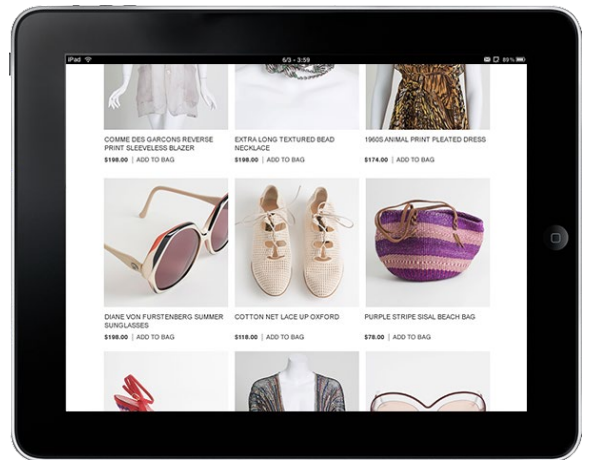 iPad
6/3 - 3:59
89%
COMME DES GARCONS REVERSE
PRINT SLEEVELESS BLAZER
$198.00 | ADD TO BAG
EXTRA LONG TEXTURED BEAD
NECKLACE
$198.00 | ADD TO BAG
1960S ANIMAL PRINT PLEATED DRESS
$174.00 | ADD TO BAG
DIANE VON FURSTENBERG SUMMER
SUNGLASSES
$198.00 | ADD TO BAG
COTTON NET LACE UP OXFORD
$118.00 | ADD TO BAG
PURPLE STRIPE SISAL BEACH BAG
$78.00 | ADD TO BAG